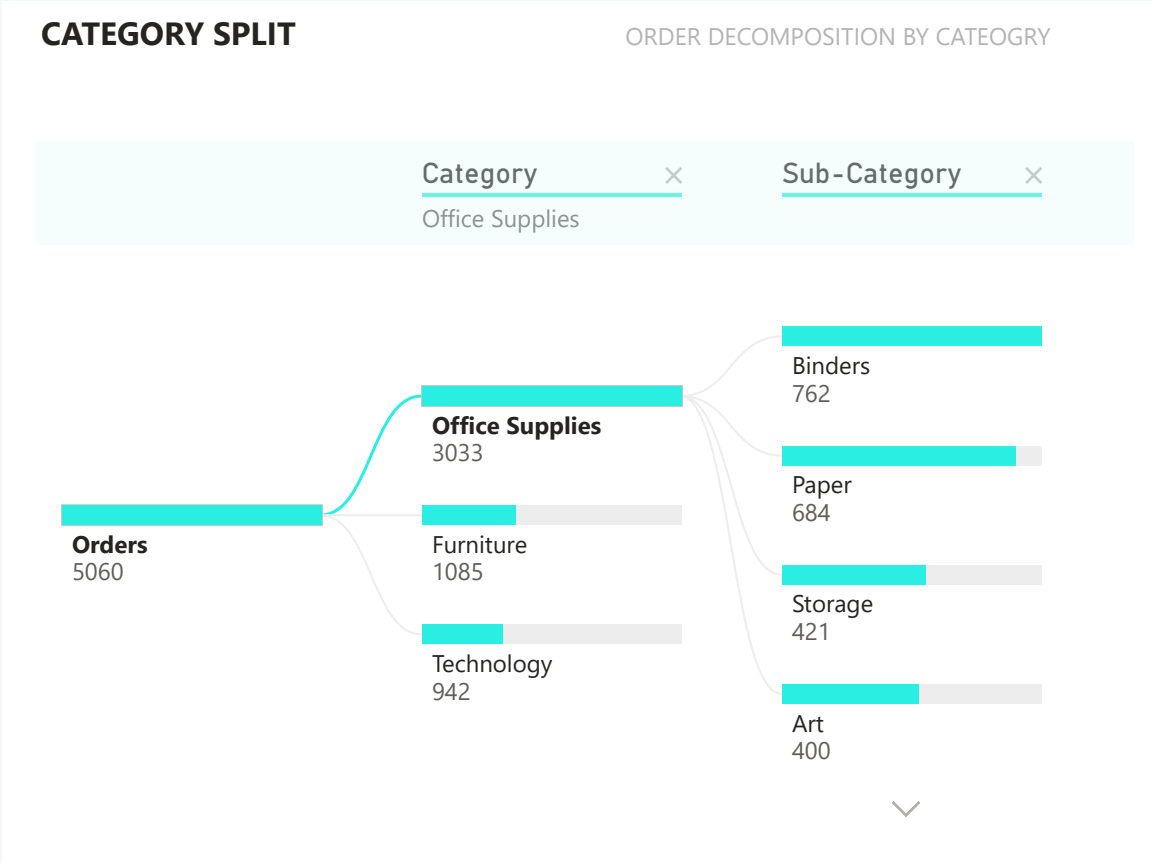 CATEGORY SPLIT
ORDER DECOMPOSITION BY CATEOGRY
Category
Sub-Category
Office Supplies
Orders
5060
Office Supplies
3033
Furniture
1085
Technology
942
Binders
762
Paper
684
Storage
421
Art
400